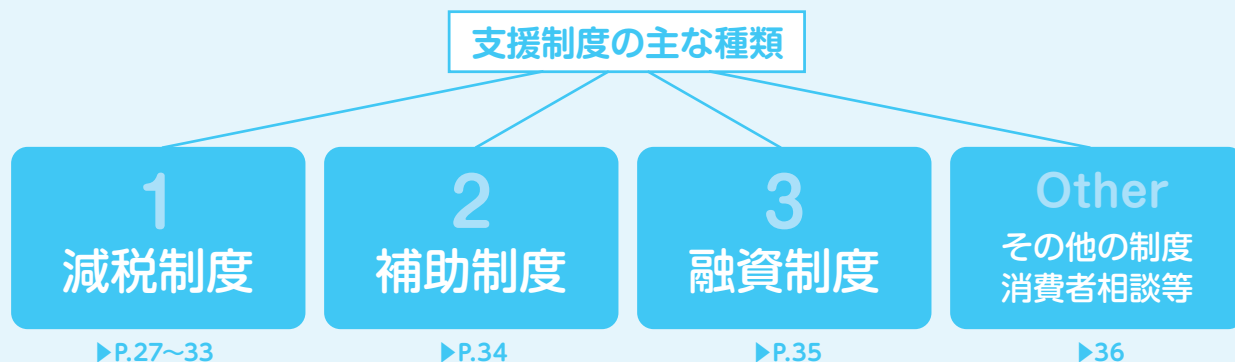 支援制度の主な種類
1
減税制度
▶P.27～33
2
補助制度
▶P.34
3
融資制度
▶P.35
Other
その他の制度
消費者相談等
▶36